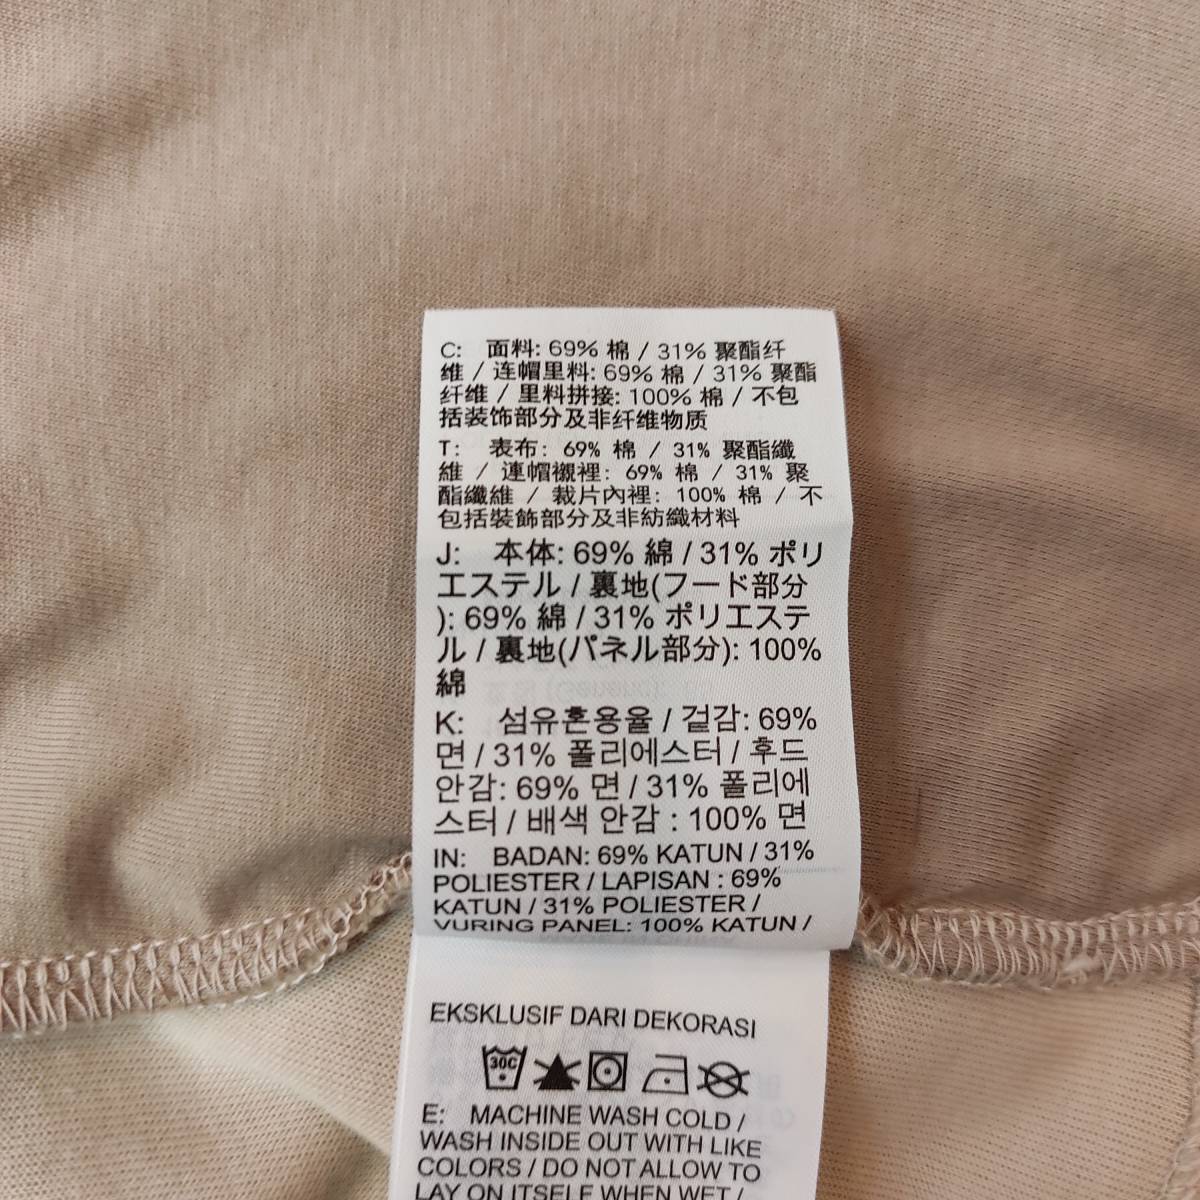 C: 面料: 69% 棉 / 31% 聚酯纤
维 / 连帽里料: 69% 棉 / 31% 聚酯
纤维 / 里料拼接: 100% 棉 / 不包
括装饰部分及非纤维物质
T: 表布: 69% 棉 / 31% 聚酯纖
維 / 連帽襯裡: 69% 棉 / 31% 聚
酯纖維 / 裁片內裡: 100% 棉 / 不
包括裝飾部分及非紡織材料
J: 本体: 69% 綿 / 31% ポリ
エステル / 裏地(フード部分
): 69% 綿 / 31% ポリエステ
ル / 裏地(パネル部分): 100%
綿
K: 섬유혼용율 / 겉감: 69%
면 / 31% 폴리에스터 / 후드
안감: 69% 면 / 31% 폴리에
스터 / 배색 안감 : 100% 면
IN: BADAN: 69% KATUN / 31%
POLIESTER / LAPISAN : 69%
KATUN / 31% POLIESTER /
VURING PANEL: 100% KATUN /
EKSKLUSIF DARI DEKORASI
30C
E: MACHINE WASH COLD /
WASH INSIDE OUT WITH LIKE
COLORS / DO NOT ALLOW TO
LAY ON ITSELF WHEN WET /